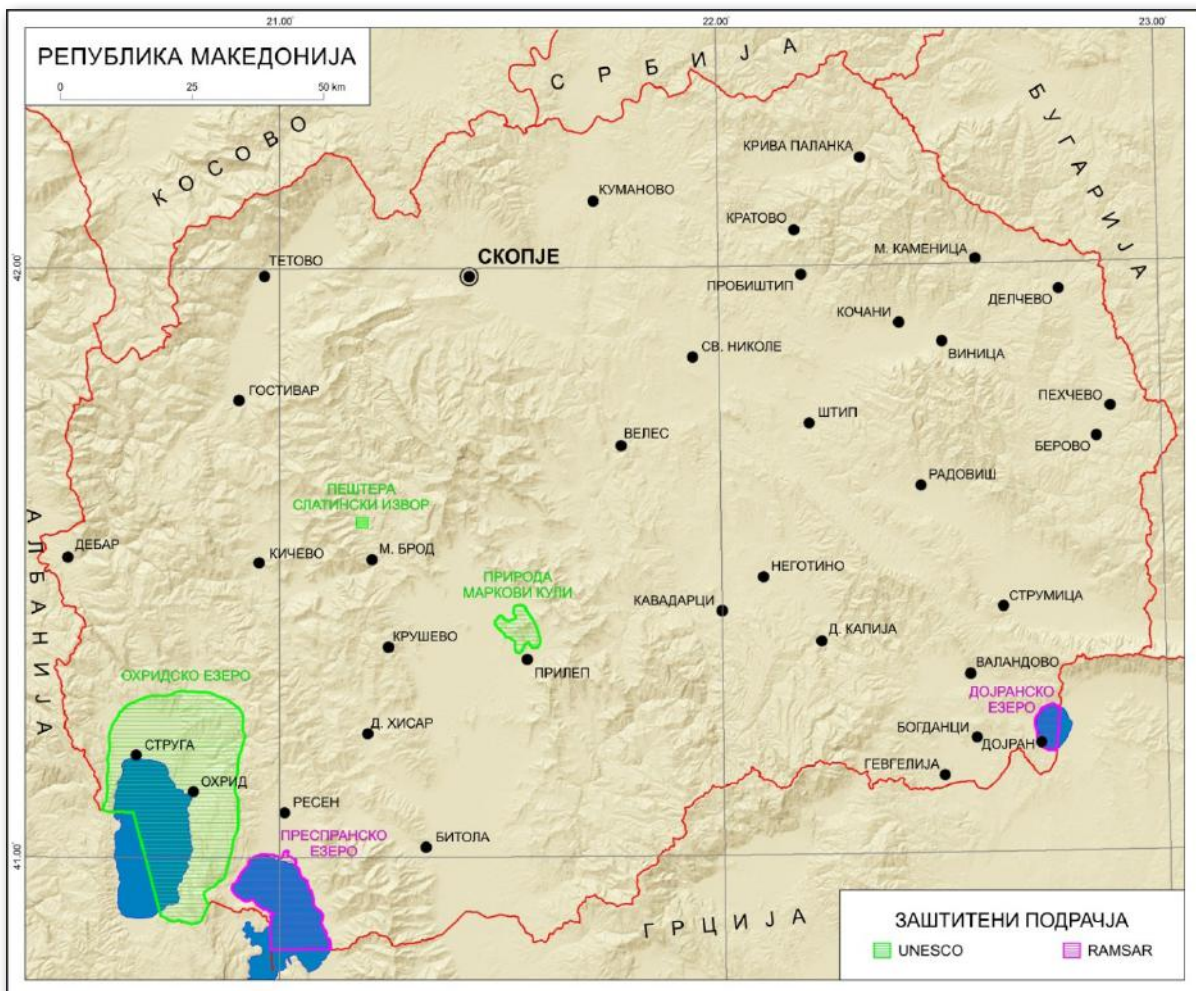 21.00°
22.00°
23.00°
РЕПУБЛИКА МАКЕДОНИЈА
0 25 50 km
СРБИЈА
КОСОВО
БУГАРИЈА
КРИВА ПАЛАНКА
КУМАНОВО
КРАТОВО
СКОПЈЕ
М. КАМЕНИЦА
42.00°
ТЕТОВО
ПРОБИШТИП
ДЕЛЧЕВО
КОЧАНИ
ВИНИЦА
СВ. НИКОЛЕ
ГОСТИВАР
ПЕХЧЕВО
ШТИП
ВЕЛЕС
БЕРОВО
РАДОВИШ
ПЕШТЕРА
СЛАТИНСКИ ИЗВОР
АЛБАНИЈА
ДЕБАР
КИЧЕВО
М. БРОД
НЕГОТИНО
ПРИРОДА
МАРКОВИ КУЛИ
КАВАДАРЦИ
СТРУМИЦА
Д. КАПИЈА
КРУШЕВО
ПРИЛЕП
ВАЛАНДОВО
ОХРИДСКО ЕЗЕРО
ДОЈРАНСКО
ЕЗЕРО
Д. ХИСАР
БОГДАНЦИ
ДОЈРАН
СТРУГА
ГЕВГЕЛИЈА
ОХРИД
РЕСЕН
ПРЕСПРАНСКО
ЕЗЕРО
БИТОЛА
41.00°
ГРЦИЈА
ЗАШТИТЕНИ ПОДРАЧЈА
UNESCO
RAMSAR